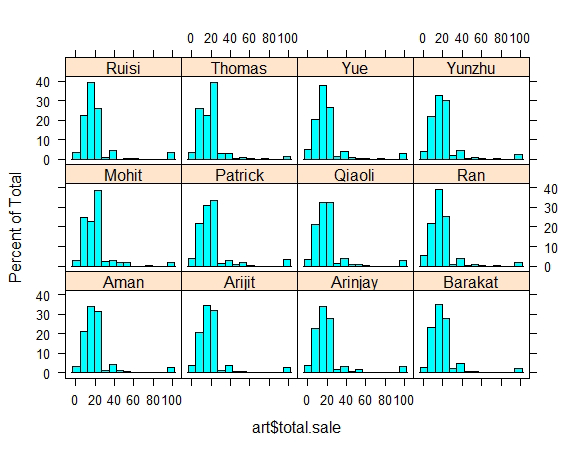 0 20 40 60 80 100 0 20 40 60 80 100
Ruisi Thomas Yue Yunzhu
40
30
20
10
0
Mohit Patrick Qiaoli Ran
40
30
20
10
0
Aman Arijit Arinjay Barakat
40
30
20
10
0
0 20 40 60 80 100 0 20 40 60 80 100
Percent of Total
art$total.sale